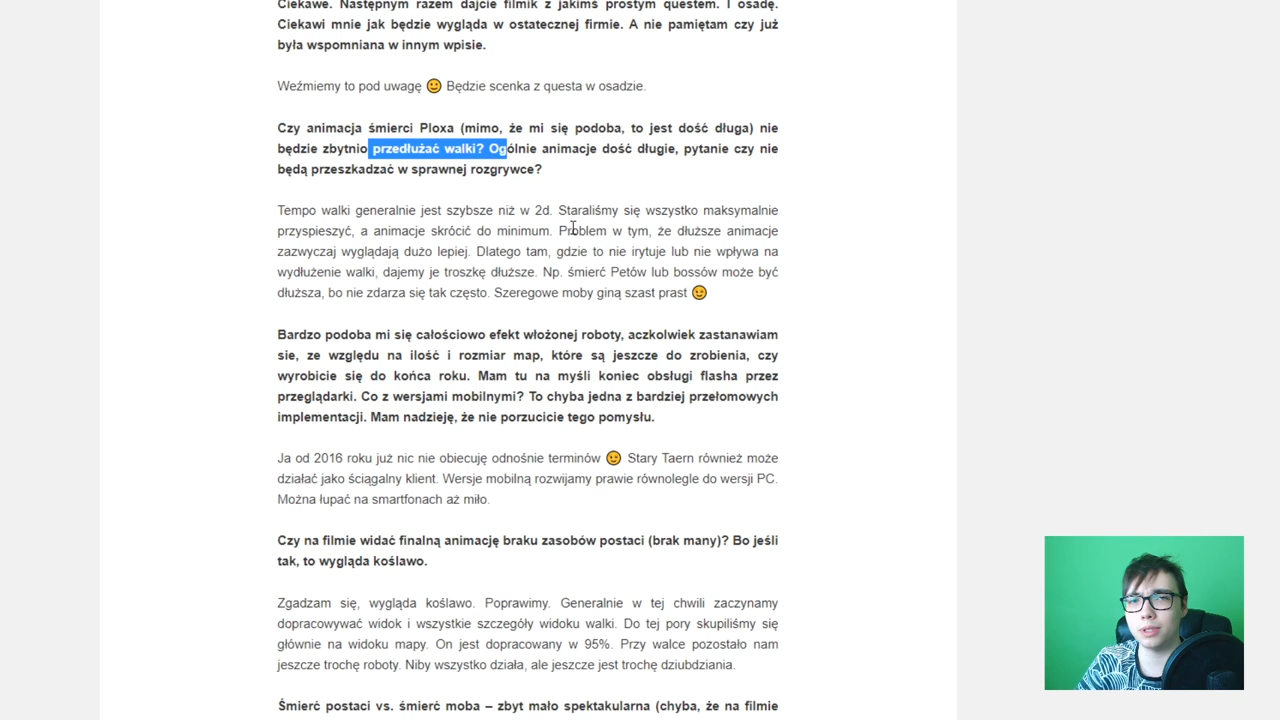 Ciekawe. Następnym razem dajcie filmik z jakimś prostym questem. I osadę.
Ciekawi mnie jak będzie wygląda w ostatecznej firmie. A nie pamiętam czy już
była wspomniana w innym wpisie.
Weźmiemy to pod uwagę 🙂 Będzie scenka z questa w osadzie.
Czy animacja śmierci Ploxa (mimo, że mi się podoba, to jest dość długa) nie
będzie zbytnio przedłużać walki? Ogólnie animacje dość długie, pytanie czy nie
będą przeszkadzać w sprawnej rozgrywce?
Tempo walki generalnie jest szybsze niż w 2d. Staraliśmy się wszystko maksymalnie
przyspieszyć, a animacje skrócić do minimum. Problem w tym, że dłuższe animacje
zazwyczaj wyglądają dużo lepiej. Dlatego tam, gdzie to nie irytuje lub nie wpływa na
wydłużenie walki, dajemy je troszkę dłuższe. Np. śmierć Petów lub bossów może być
dłuższa, bo nie zdarza się tak często. Szeregowe moby giną szast prast 😉
Bardzo podoba mi się całościowo efekt włożonej roboty, aczkolwiek zastanawiam
sie, ze względu na ilość i rozmiar map, które są jeszcze do zrobienia, czy
wyrobicie się do końca roku. Mam tu na myśli koniec obsługi flasha przez
przeglądarki. Co z wersjami mobilnymi? To chyba jedna z bardziej przełomowych
implementacji. Mam nadzieję, że nie porzucicie tego pomysłu.
Ja od 2016 roku już nic nie obiecuję odnośnie terminów 😉 Stary Taern również może
działać jako ściągalny klient. Wersje mobilną rozwijamy prawie równolegle do wersji PC.
Można łupać na smartfonach aż miło.
Czy na filmie widać finalną animację braku zasobów postaci (brak many)? Bo jeśli
tak, to wygląda koślawo.
Zgadzam się, wygląda koślawo. Poprawimy. Generalnie w tej chwili zaczynamy
dopracowywać widok i wszystkie szczegóły widoku walki. Do tej pory skupiliśmy się
głównie na widoku mapy. On jest dopracowany w 95%. Przy walce pozostało nam
jeszcze trochę roboty. Niby wszystko działa, ale jeszcze jest trochę dziubdziania.
Śmierć postaci vs. śmierć moba – zbyt mało spektakularna (chyba, że na filmie